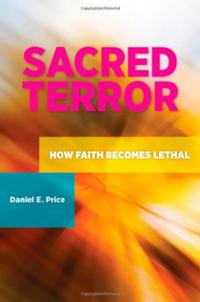 SACRED
TERROR
HOW FAITH BECOMES LETHAL
Daniel E. Price